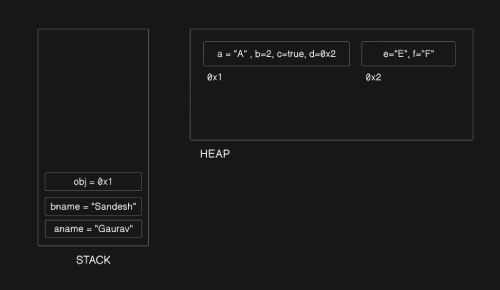 a = "A" , b=2, c=true, d=0x2
e="E", f="F"
0x1
0x2
HEAP
obj = 0x1
bname = "Sandesh"
aname = "Gaurav"
STACK